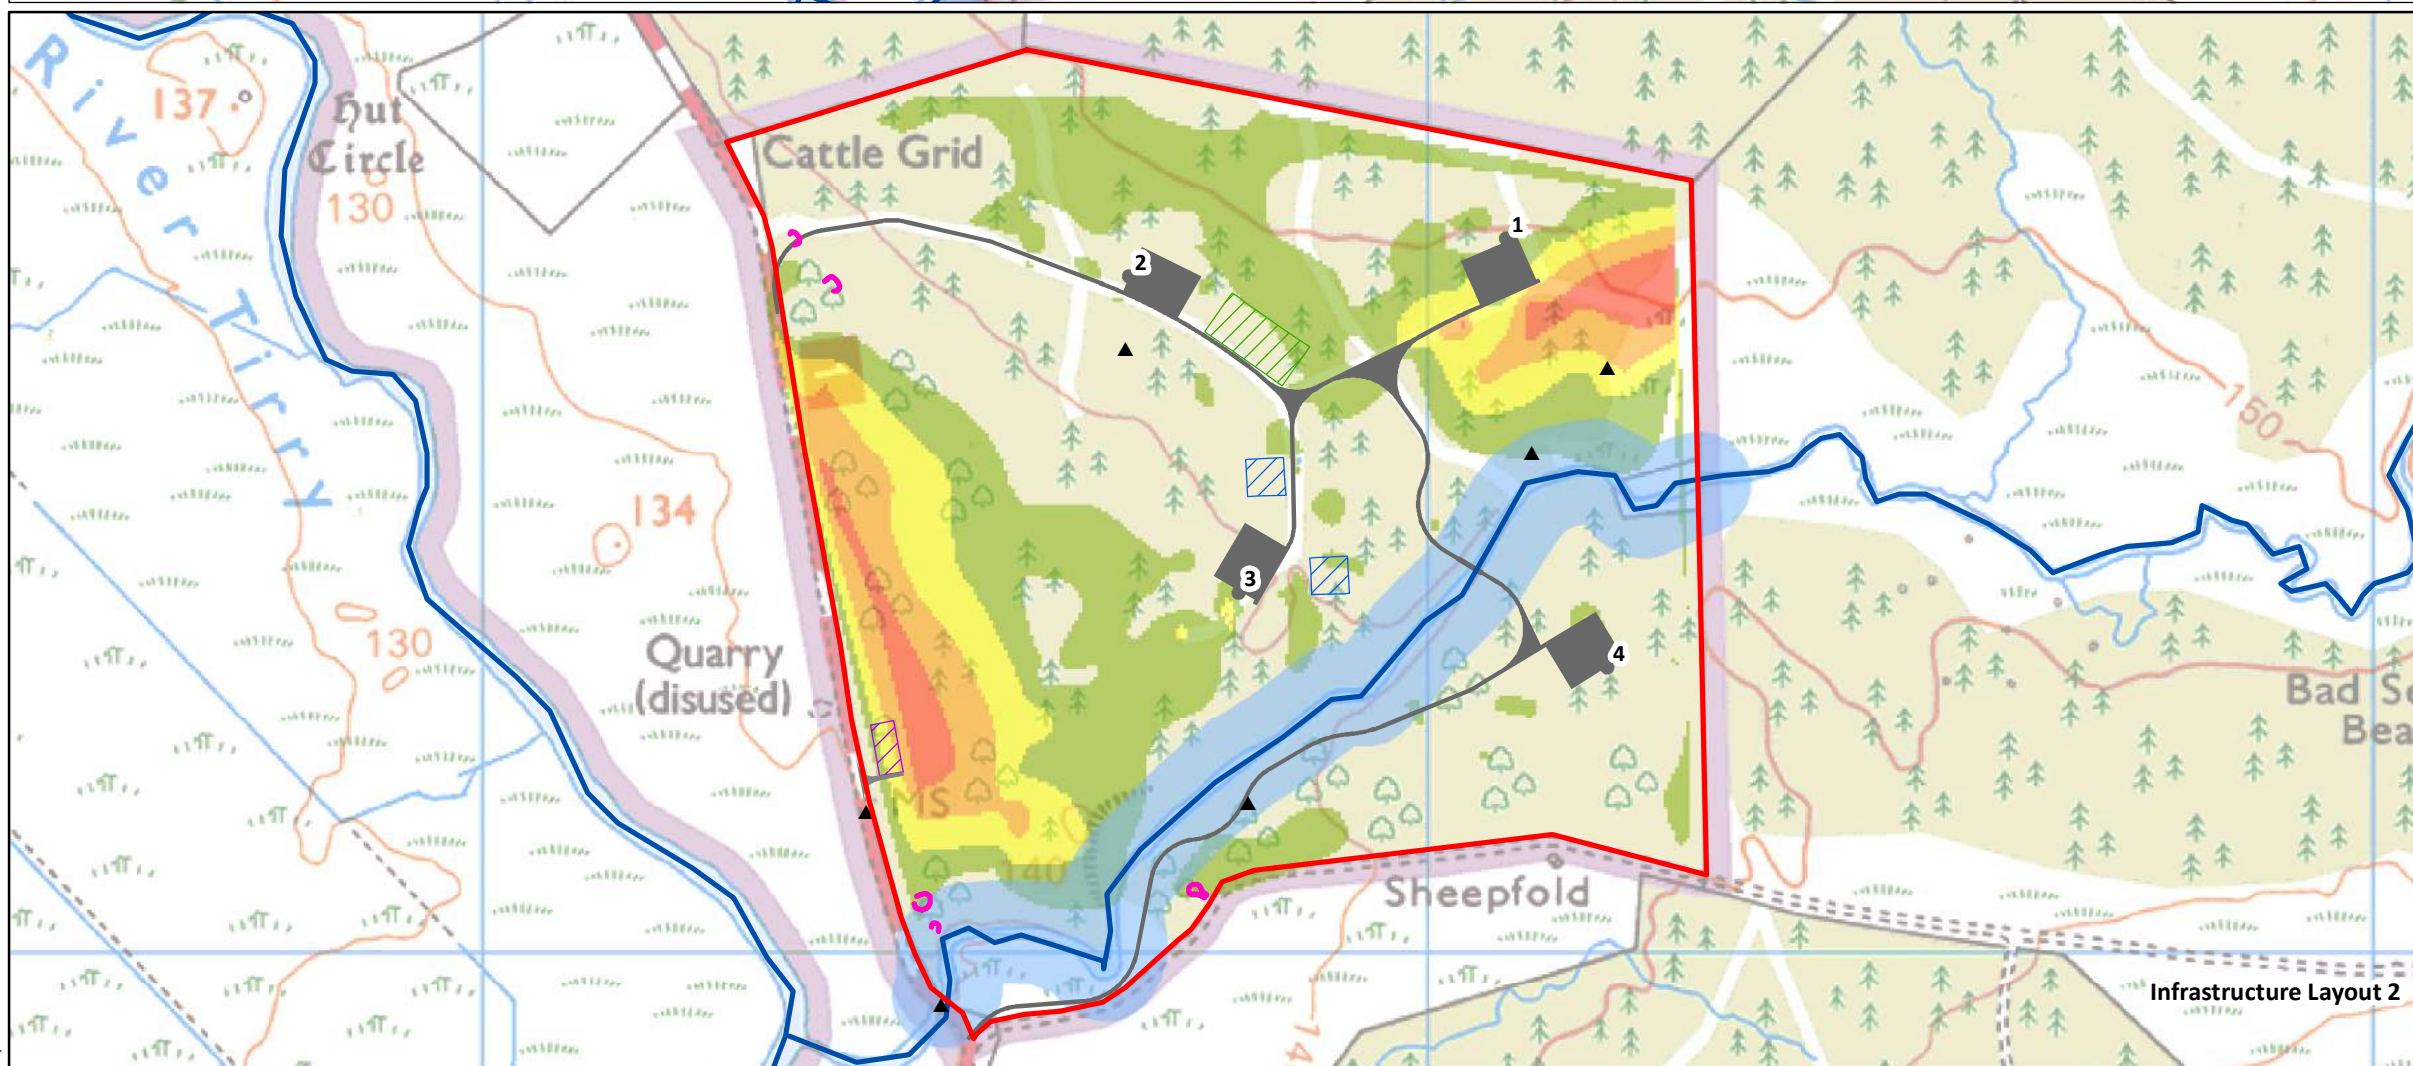 River Tirry
137
Hut
Circle
130
Cattle Grid
1
2
134
150
3
130
Quarry
(disused)
4
MS
140
Sheepfold
Infrastructure Layout 2